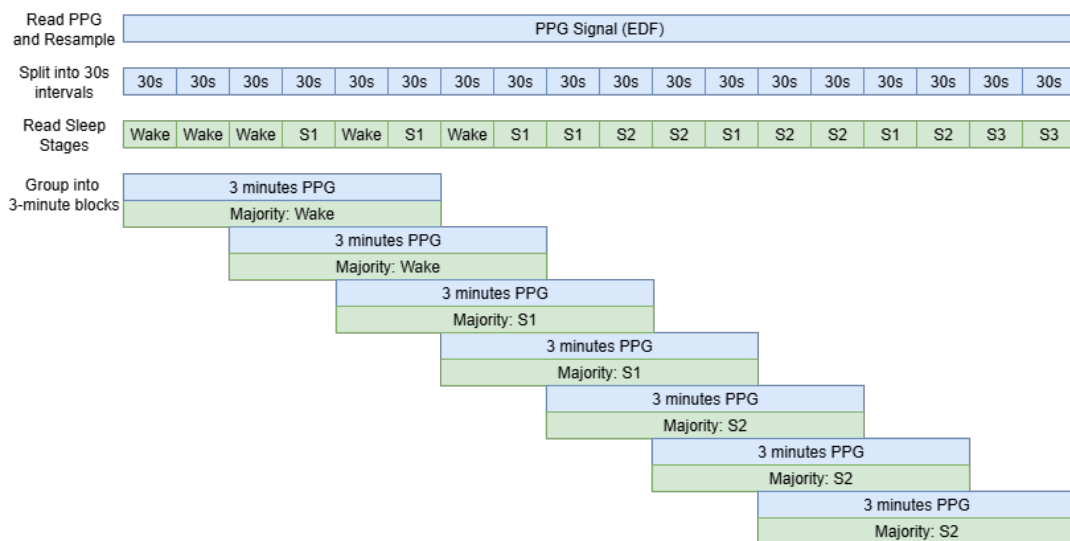 Read PPG
and Resample
PPG Signal (EDF)
Split into 30s
intervals
30s 30s 30s 30s 30s 30s 30s 30s 30s 30s 30s 30s 30s 30s 30s 30s 30s 30s
Read Sleep
Stages
Wake Wake Wake S1 Wake S1 Wake S1 S1 S2 S2 S1 S2 S2 S1 S2 S3 S3
Group into
3-minute blocks
3 minutes PPG
Majority: Wake
3 minutes PPG
Majority: Wake
3 minutes PPG
Majority: S1
3 minutes PPG
Majority: S1
3 minutes PPG
Majority: S2
3 minutes PPG
Majority: S2
3 minutes PPG
Majority: S2